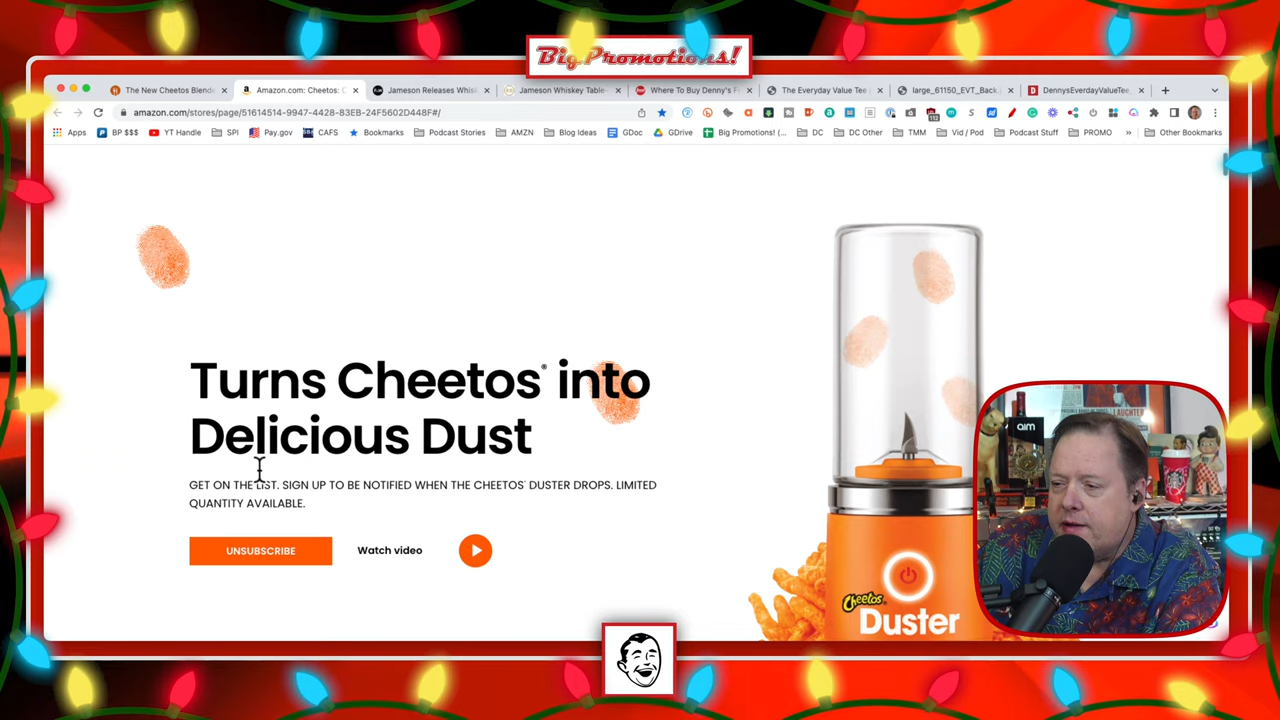 Big Promotions!
The New Cheetos Blende
Amazon.com: Cheetos: C
Jameson Releases Whis
Jameson Whiskey Table-
Where To Buy Denny's F
The Everyday Value Tee
large_61150_EVT_Back.
DennysEverdayValueTee
amazon.com/stores/page/51614514-9947-4428-83EB-24F5602D448F#/
Apps BP $$$ YT Handle SPI Pay.gov CAFS Bookmarks Podcast Stories AMZN Blog Ideas GDoc GDrive Big Promotions! (... DC DC Other TMM Vid / Pod Podcast Stuff PROMO » Other Bookmarks
Turns Cheetos® into
Delicious Dust
GET ON THE LIST. SIGN UP TO BE NOTIFIED WHEN THE CHEETOS® DUSTER DROPS. LIMITED
QUANTITY AVAILABLE.
UNSUBSCRIBE
Watch video
Cheetos
Duster
aim
LAUGHTER